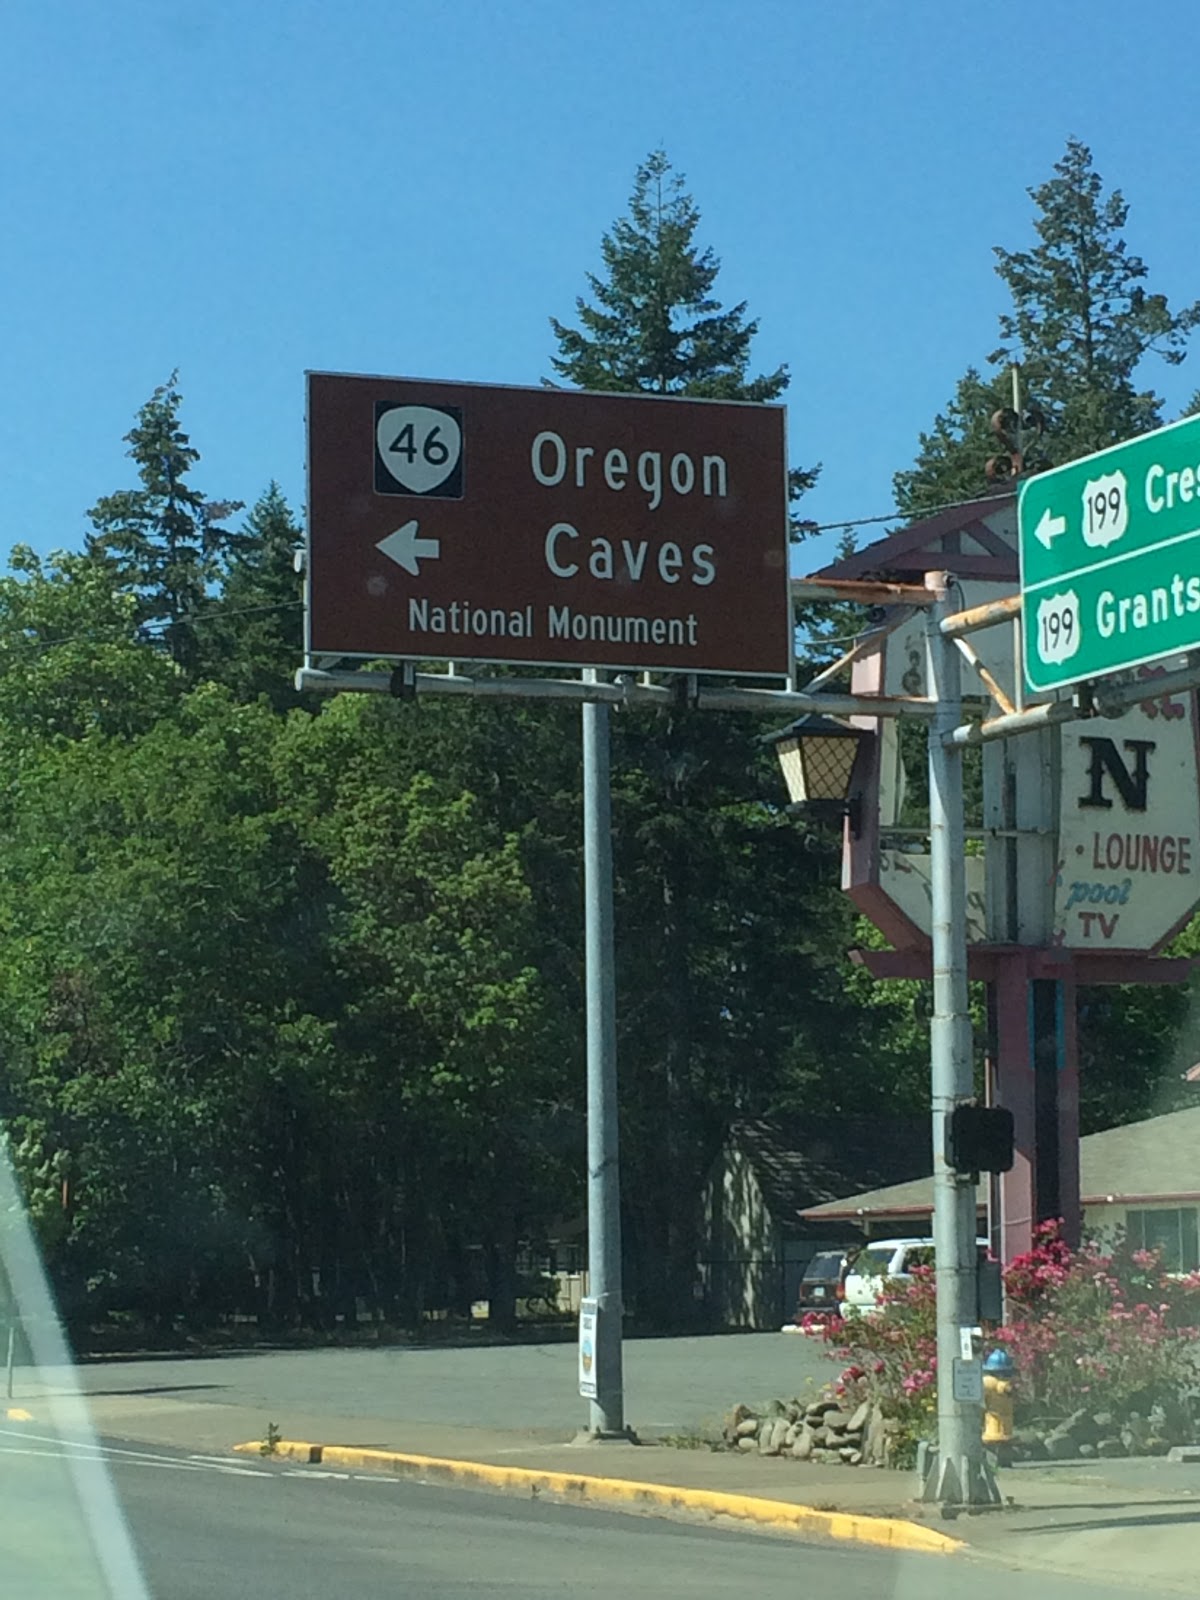 46 Oregon
Caves
National Monument
199 Cres
199 Grants
N
• LOUNGE
pool
TV